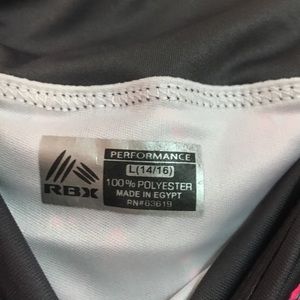 PERFORMANCE
L(14/16)
100% POLYESTER
MADE IN EGYPT
RN#63619
RBX